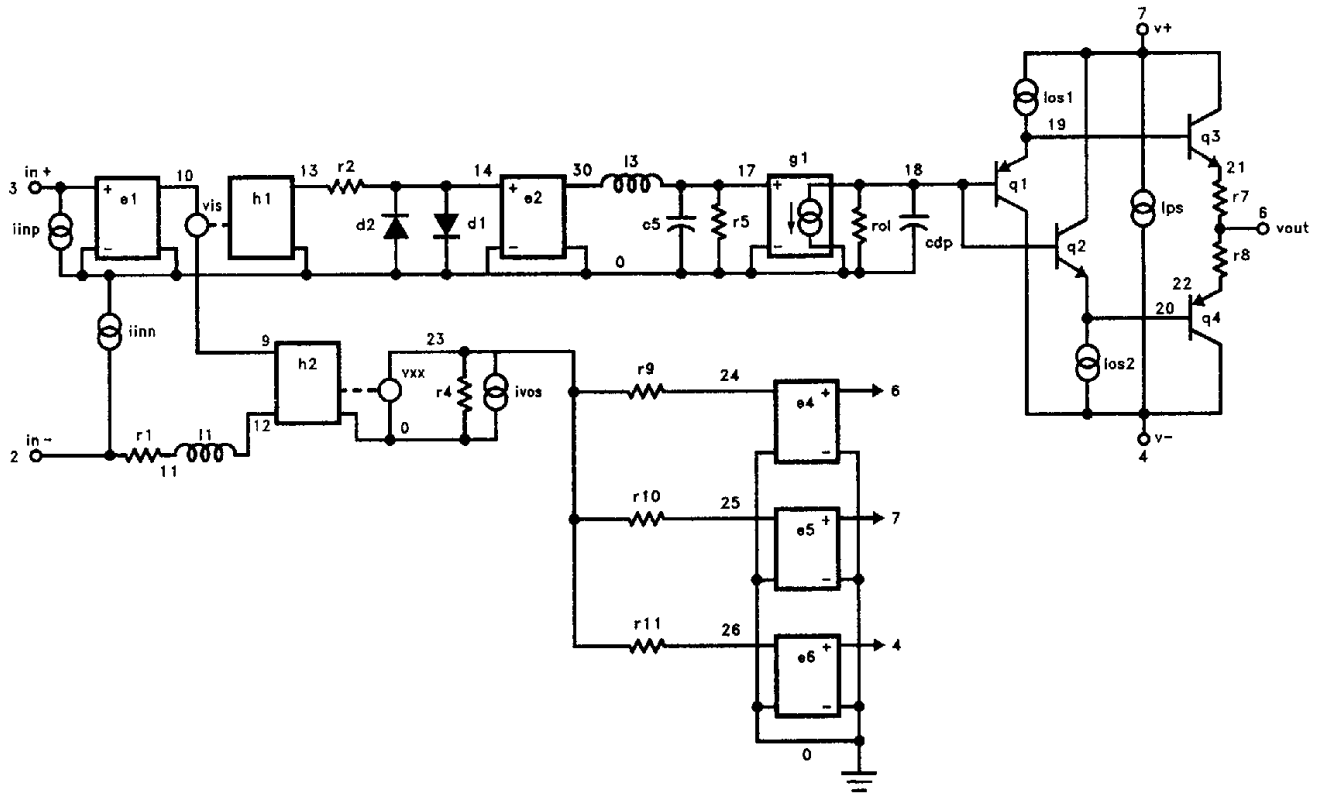 7
v+
Ios1
19
q3
in+
3
10
13
r2
14
30
l3
17
g1
18
21
+
e1
vis
h1
+
e2
+
q1
r7
iinp
d2
d1
c5
r5
rol
cdp
Ips
6
vout
-
-
0
-
q2
r8
22
iinn
20
q4
9
h2
23
vxx
r4
ivos
r9
24
e4
+
6
Ios2
0
v-
4
in-
2
r1
l1
12
11
-
r10
25
e5
+
7
-
r11
26
e6
+
4
-
0